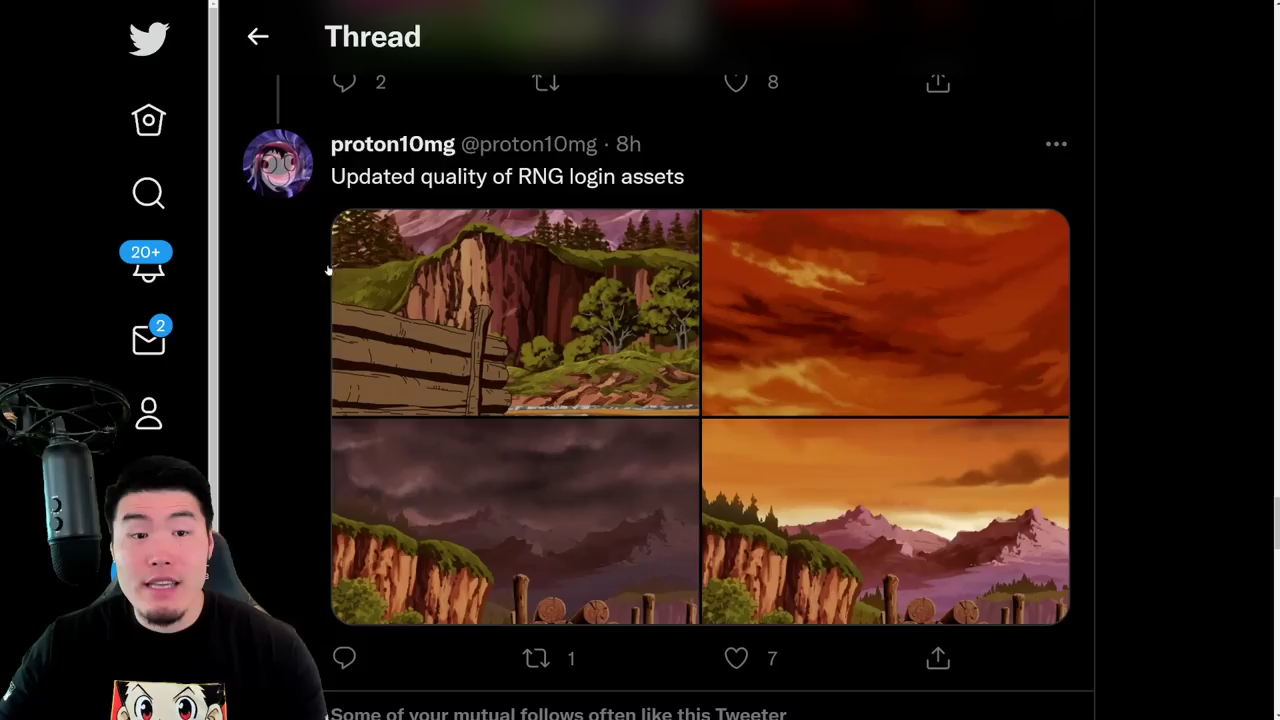 Thread
2
8
proton10mg @proton10mg · 8h
Updated quality of RNG login assets
20+
2
1
7
Some of your mutual follows often like this Tweeter